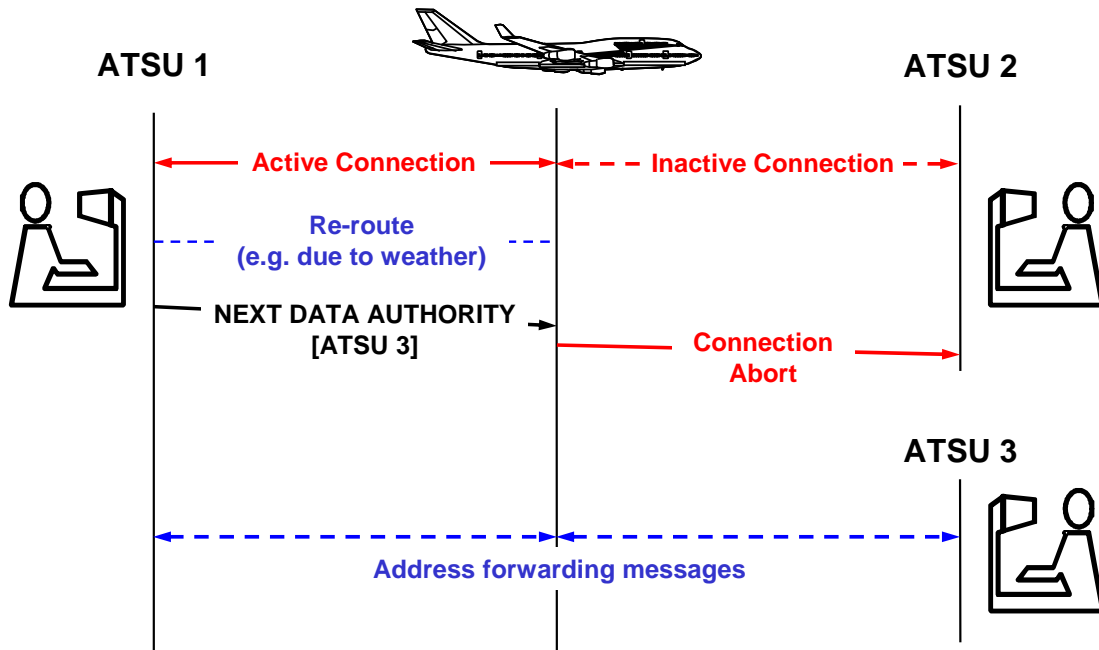 ATSU 1
ATSU 2
Active Connection
Inactive Connection
Re-route
(e.g. due to weather)
NEXT DATA AUTHORITY
[ATSU 3]
Connection
Abort
ATSU 3
Address forwarding messages